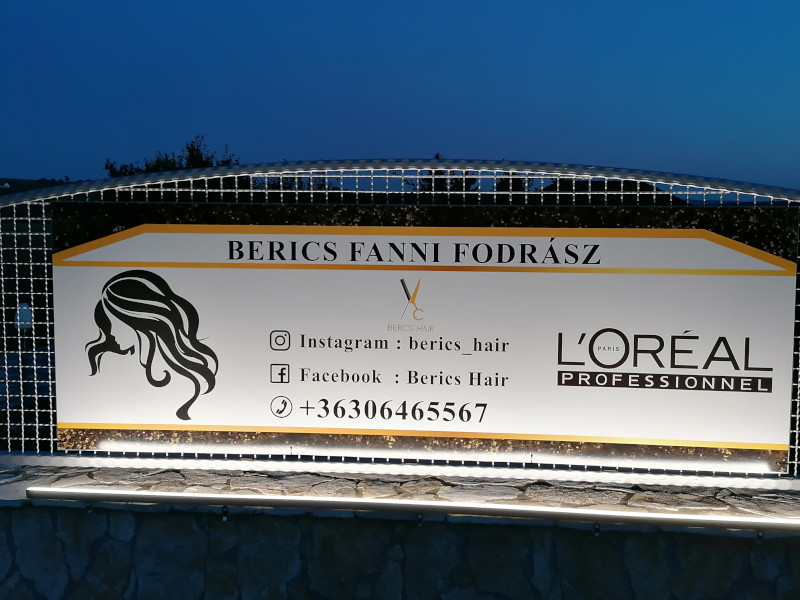 BERICS FANNI FODRÁSZ
BERICS HAIR
Instagram : berics_hair
Facebook : Berics Hair
+36306465567
L'ORÉAL
PARIS
PROFESSIONNEL